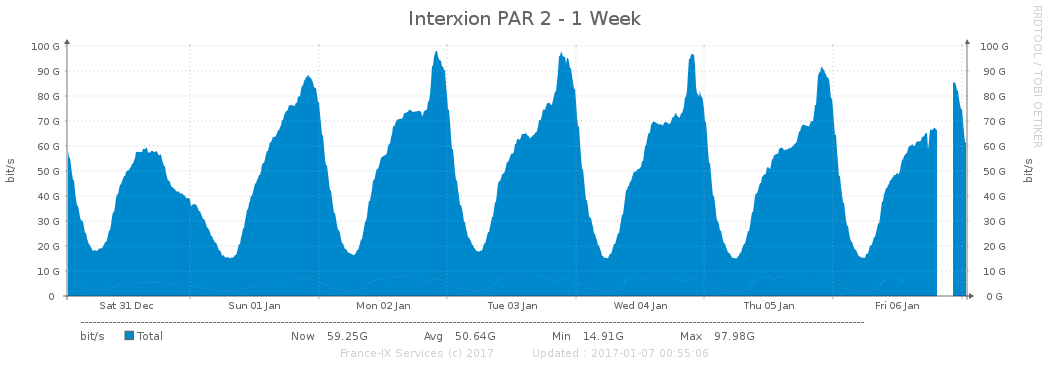 Interxion PAR 2 - 1 Week
RRDTOOL / TOBI OETIKER
bit/s
100 G
90 G
80 G
70 G
60 G
50 G
40 G
30 G
20 G
10 G
0
100 G
90 G
80 G
70 G
60 G
50 G
40 G
30 G
20 G
10 G
0 G
bit/s
Sat 31 Dec Sun 01 Jan Mon 02 Jan Tue 03 Jan Wed 04 Jan Thu 05 Jan Fri 06 Jan
bit/s Total Now 59.25G Avg 50.64G Min 14.91G Max 97.98G
France-IX Services (c) 2017 Updated : 2017-01-07 00:55:06